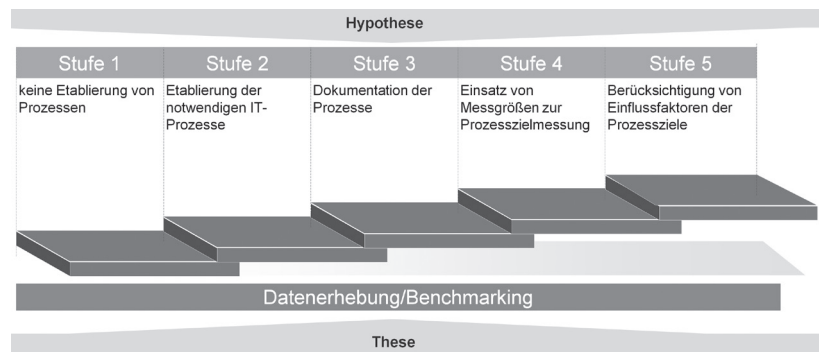 Hypothese
Stufe 1
Stufe 2
Stufe 3
Stufe 4
Stufe 5
keine Etablierung von
Prozessen
Etablierung der
notwendigen IT-
Prozesse
Dokumentation der
Prozesse
Einsatz von
Messgrößen zur
Prozesszielmessung
Berücksichtigung von
Einflussfaktoren der
Prozessziele
Datenerhebung/Benchmarking
These